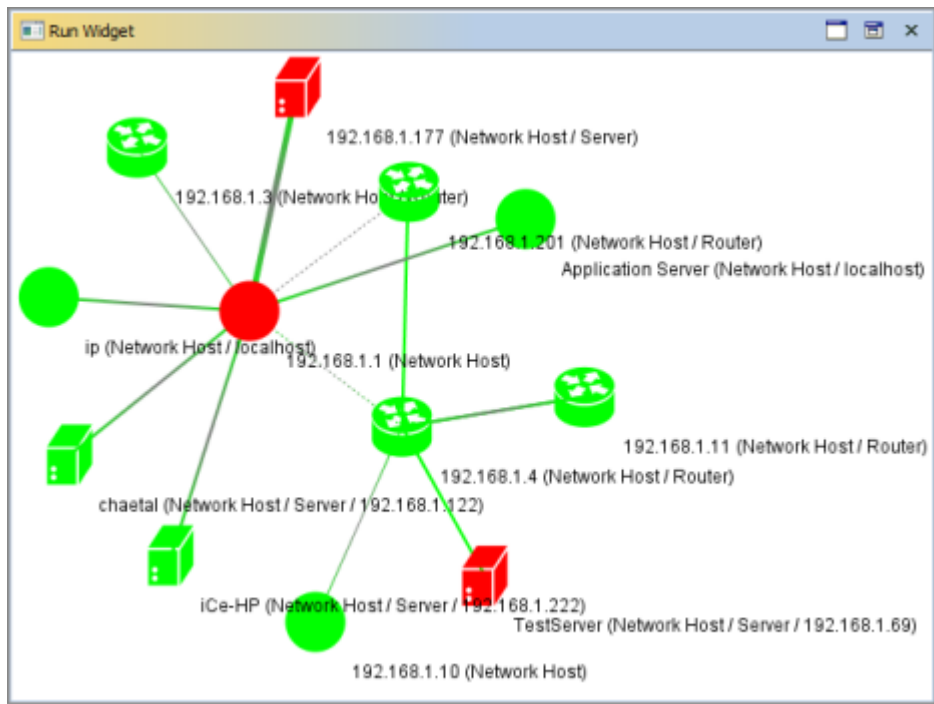 Run Widget
192.168.1.177 (Network Host / Server)
192.168.1.3 (Network Host / Router)
192.168.1.201 (Network Host / Router)
Application Server (Network Host / localhost)
ip (Network Host / localhost)
192.168.1.1 (Network Host)
192.168.1.11 (Network Host / Router)
192.168.1.4 (Network Host / Router)
chaetal (Network Host / Server / 192.168.1.122)
iCe-HP (Network Host / Server / 192.168.1.222)
TestServer (Network Host / Server / 192.168.1.69)
192.168.1.10 (Network Host)